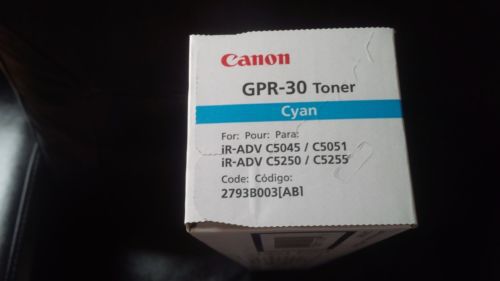 Canon
GPR-30 Toner
Cyan
For: Pour: Para:
iR-ADV C5045 / C5051
iR-ADV C5250 / C5255
Code: Código:
2793B003[AB]